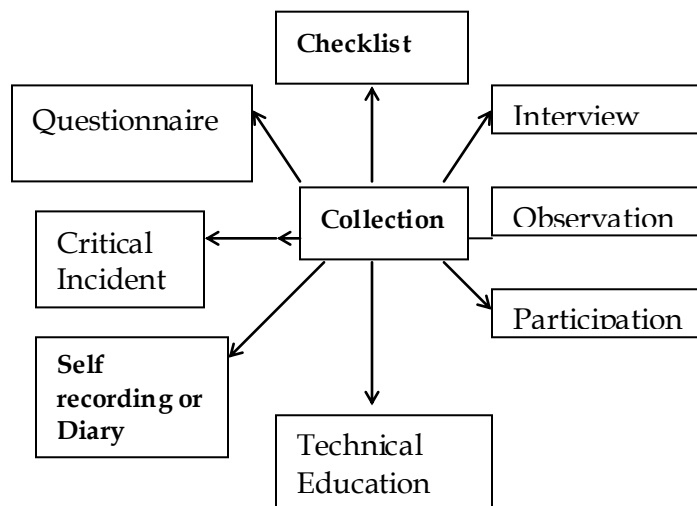 Checklist
Questionnaire
Interview
Collection
Observation
Critical
Incident
Participation
Self
recording or
Diary
Technical
Education